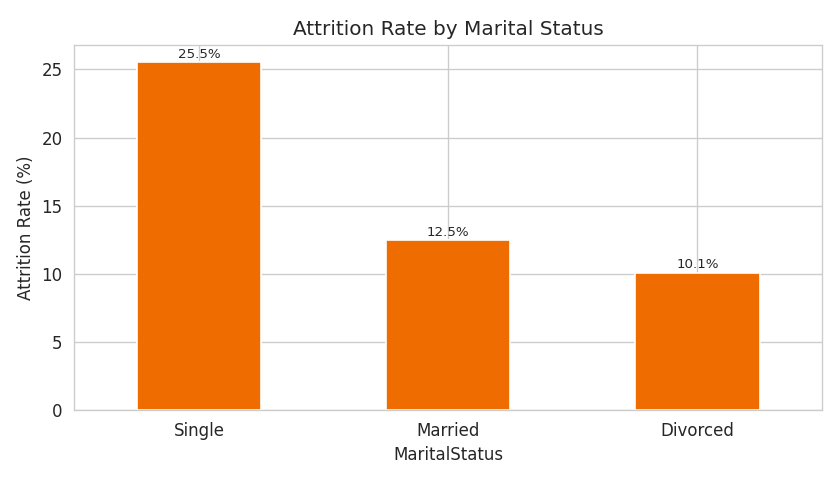 Attrition Rate by Marital Status
Attrition Rate (%)
25
20
15
10
5
0
25.5%
12.5%
10.1%
Single
Married
Divorced
MaritalStatus